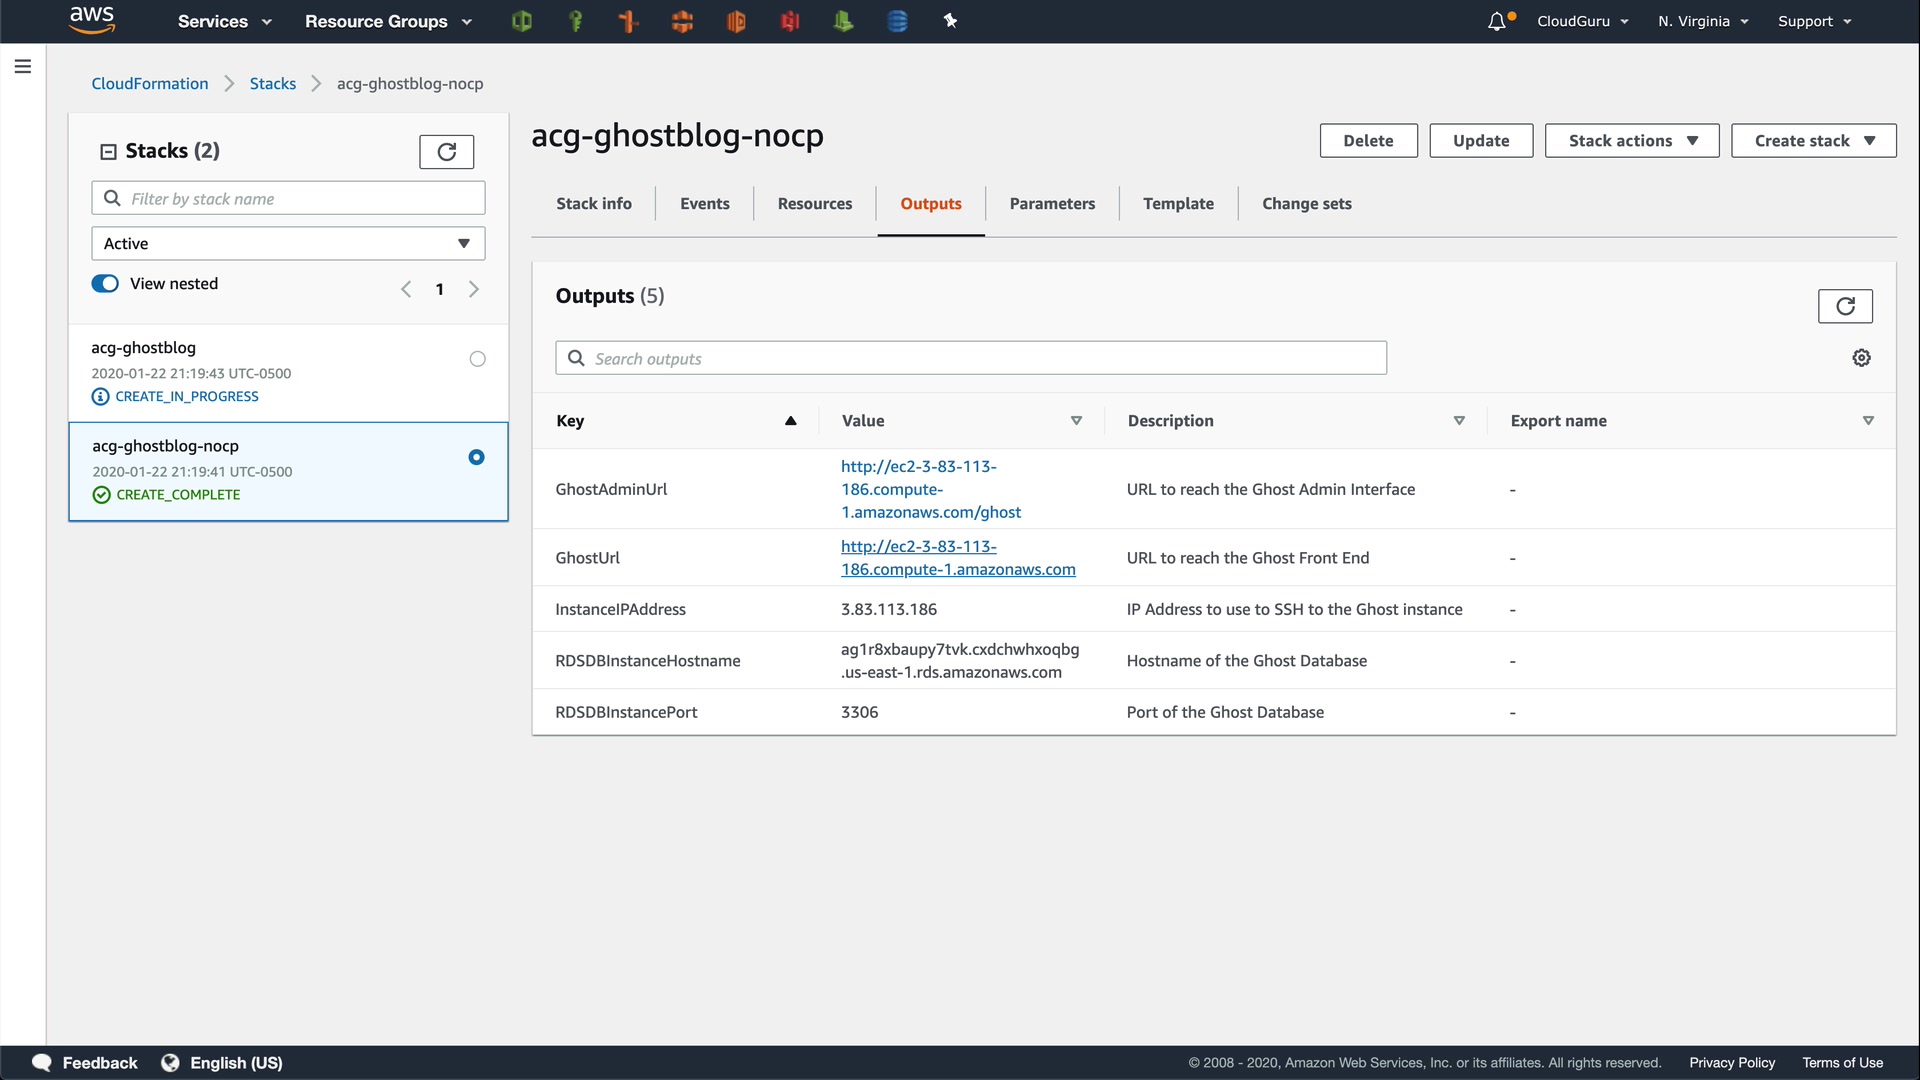 aws
Services
Resource Groups
CloudGuru
N. Virginia
Support
CloudFormation
Stacks
acg-ghostblog-nocp
Stacks (2)
Filter by stack name
Active
View nested
1
acg-ghostblog
2020-01-22 21:19:43 UTC-0500
CREATE_IN_PROGRESS
acg-ghostblog-nocp
2020-01-22 21:19:41 UTC-0500
CREATE_COMPLETE
acg-ghostblog-nocp
Delete
Update
Stack actions
Create stack
Stack info
Events
Resources
Outputs
Parameters
Template
Change sets
Outputs (5)
Search outputs
Key
Value
Description
Export name
GhostAdminUrl
http://ec2-3-83-113-
186.compute-
1.amazonaws.com/ghost
URL to reach the Ghost Admin Interface
-
GhostUrl
http://ec2-3-83-113-
186.compute-1.amazonaws.com
URL to reach the Ghost Front End
-
InstanceIPAddress
3.83.113.186
IP Address to use to SSH to the Ghost instance
-
RDSDBInstanceHostname
ag1r8xbaupy7tvk.cxdchwhxoqbg
.us-east-1.rds.amazonaws.com
Hostname of the Ghost Database
-
RDSDBInstancePort
3306
Port of the Ghost Database
-
Feedback
English (US)
© 2008 - 2020, Amazon Web Services, Inc. or its affiliates. All rights reserved.
Privacy Policy
Terms of Use